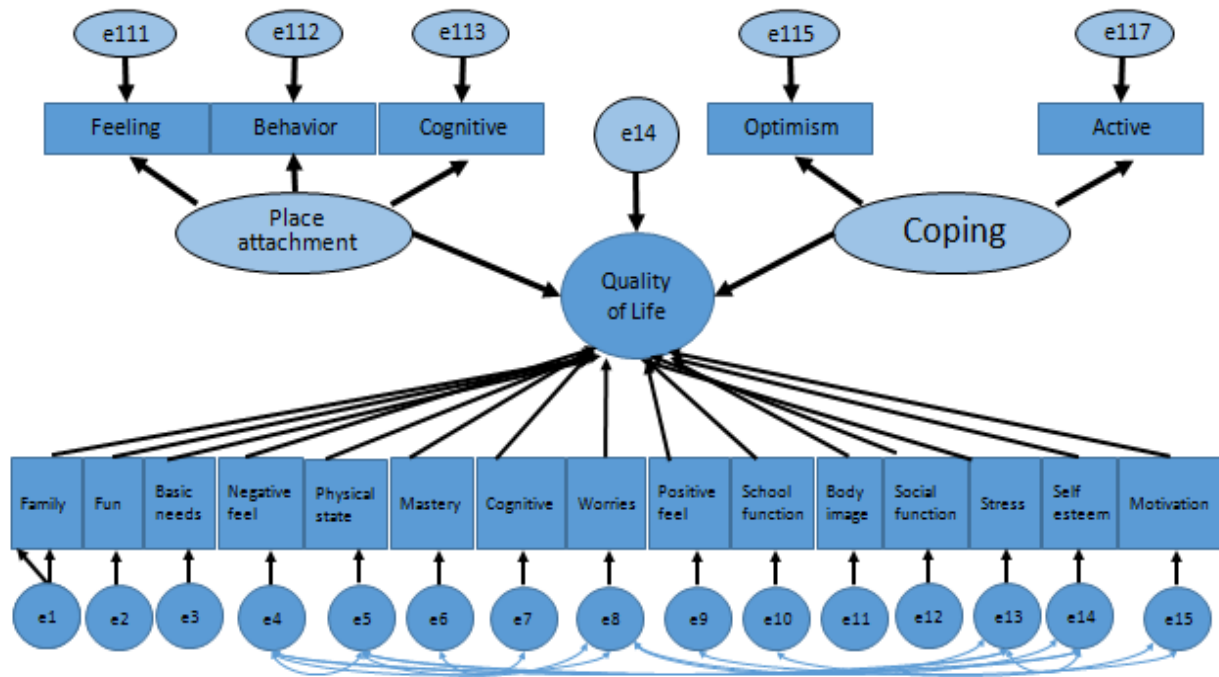 e111 e112 e113 e115 e117
Feeling Behavior Cognitive Optimism Active
e14
Place
attachment
Coping
Quality
of Life
Family Fun Basic
needs Negative
feel Physical
state Mastery Cognitive Worries Positive
feel School
function Body
image Social
function Stress Self
esteem Motivation
e1 e2 e3 e4 e5 e6 e7 e8 e9 e10 e11 e12 e13 e14 e15